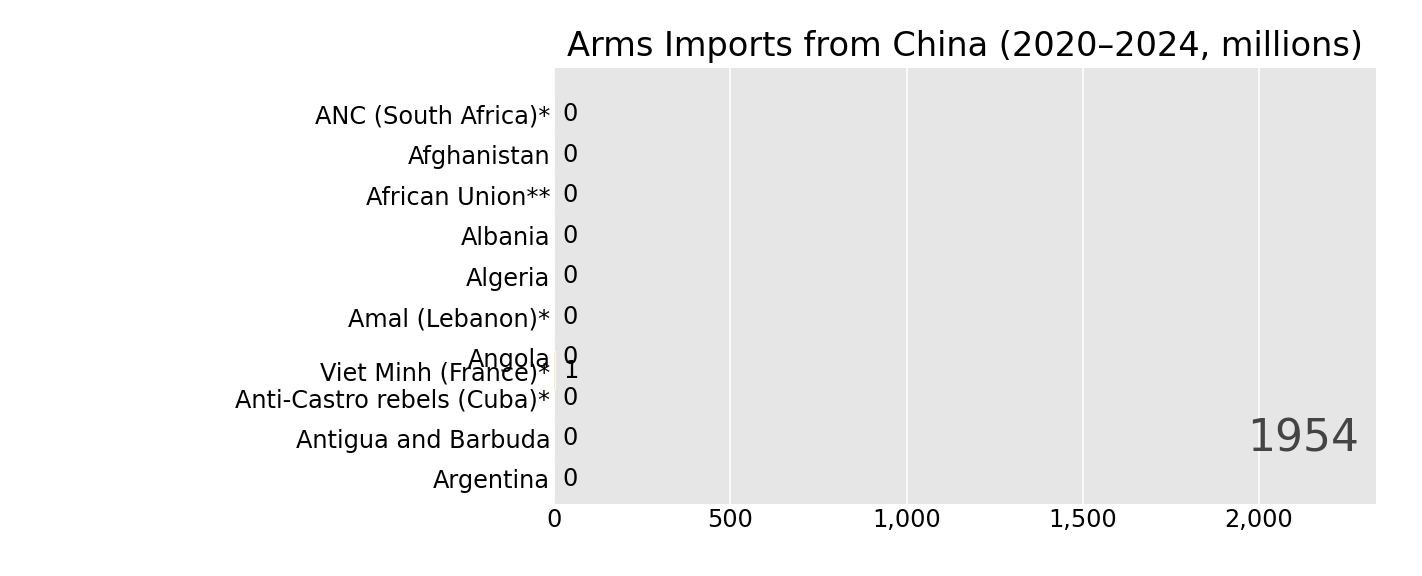 Arms Imports from China (2020–2024, millions)
ANC (South Africa)* 0
Afghanistan 0
African Union** 0
Albania 0
Algeria 0
Amal (Lebanon)* 0
Angola 0
Viet Minh (France)* 1
Anti-Castro rebels (Cuba)* 0
Antigua and Barbuda 0
1954
Argentina 0
0 500 1,000 1,500 2,000